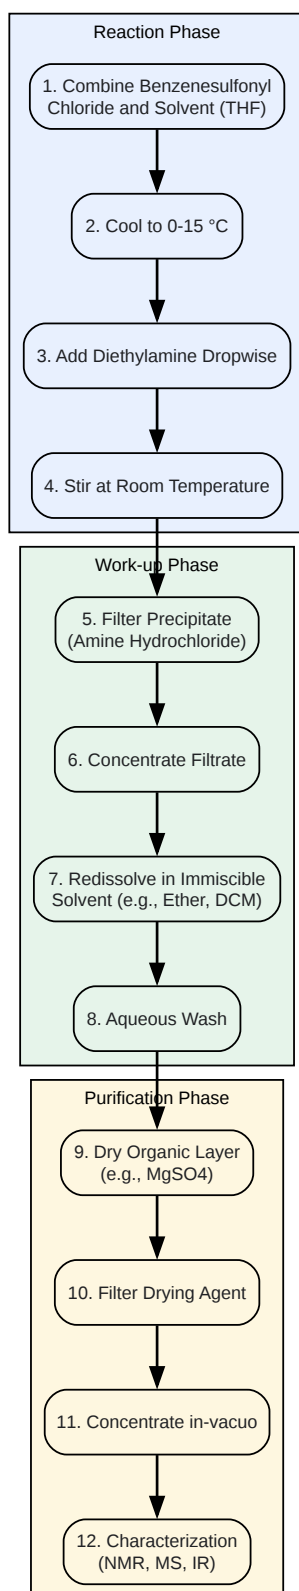 Reaction Phase
1. Combine Benzenesulfonyl
Chloride and Solvent (THF)
2. Cool to 0-15 °C
3. Add Diethylamine Dropwise
4. Stir at Room Temperature
Work-up Phase
5. Filter Precipitate
(Amine Hydrochloride)
6. Concentrate Filtrate
7. Redissolve in Immiscible
Solvent (e.g., Ether, DCM)
8. Aqueous Wash
Purification Phase
9. Dry Organic Layer
(e.g., MgSO4)
10. Filter Drying Agent
11. Concentrate in-vacuo
12. Characterization
(NMR, MS, IR)